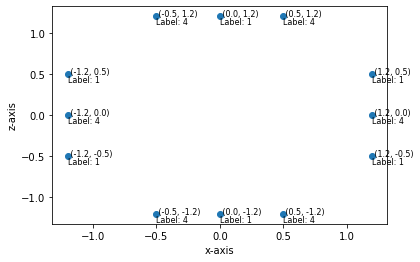 (-0.5, 1.2) (0.0, 1.2) (0.5, 1.2)
Label: 4 Label: 1 Label: 4
1.0
0.5 (-1.2, 0.5) (1.2, 0.5)
Label: 1 Label: 1
z-axis
0.0 (-1.2, 0.0) (1.2, 0.0)
Label: 4 Label: 4
−0.5 (-1.2, -0.5) (1.2, -0.5)
Label: 1 Label: 1
−1.0
(-0.5, -1.2) (0.0, -1.2) (0.5, -1.2)
Label: 4 Label: 1 Label: 4
−1.0 −0.5 0.0 0.5 1.0
x-axis